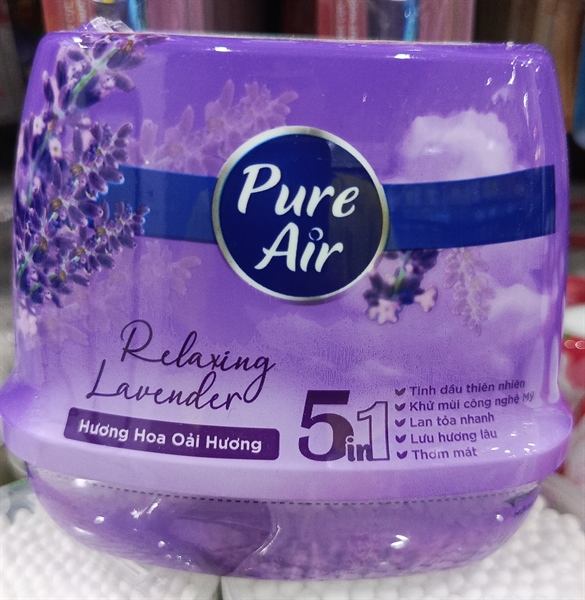 Pure
Air
Relaxing
Lavender
Hương Hoa Oải Hương
5in1
Tinh dầu thiên nhiên
Khử mùi công nghệ Mỹ
Lan tỏa nhanh
Lưu hương lâu
Thơm mát